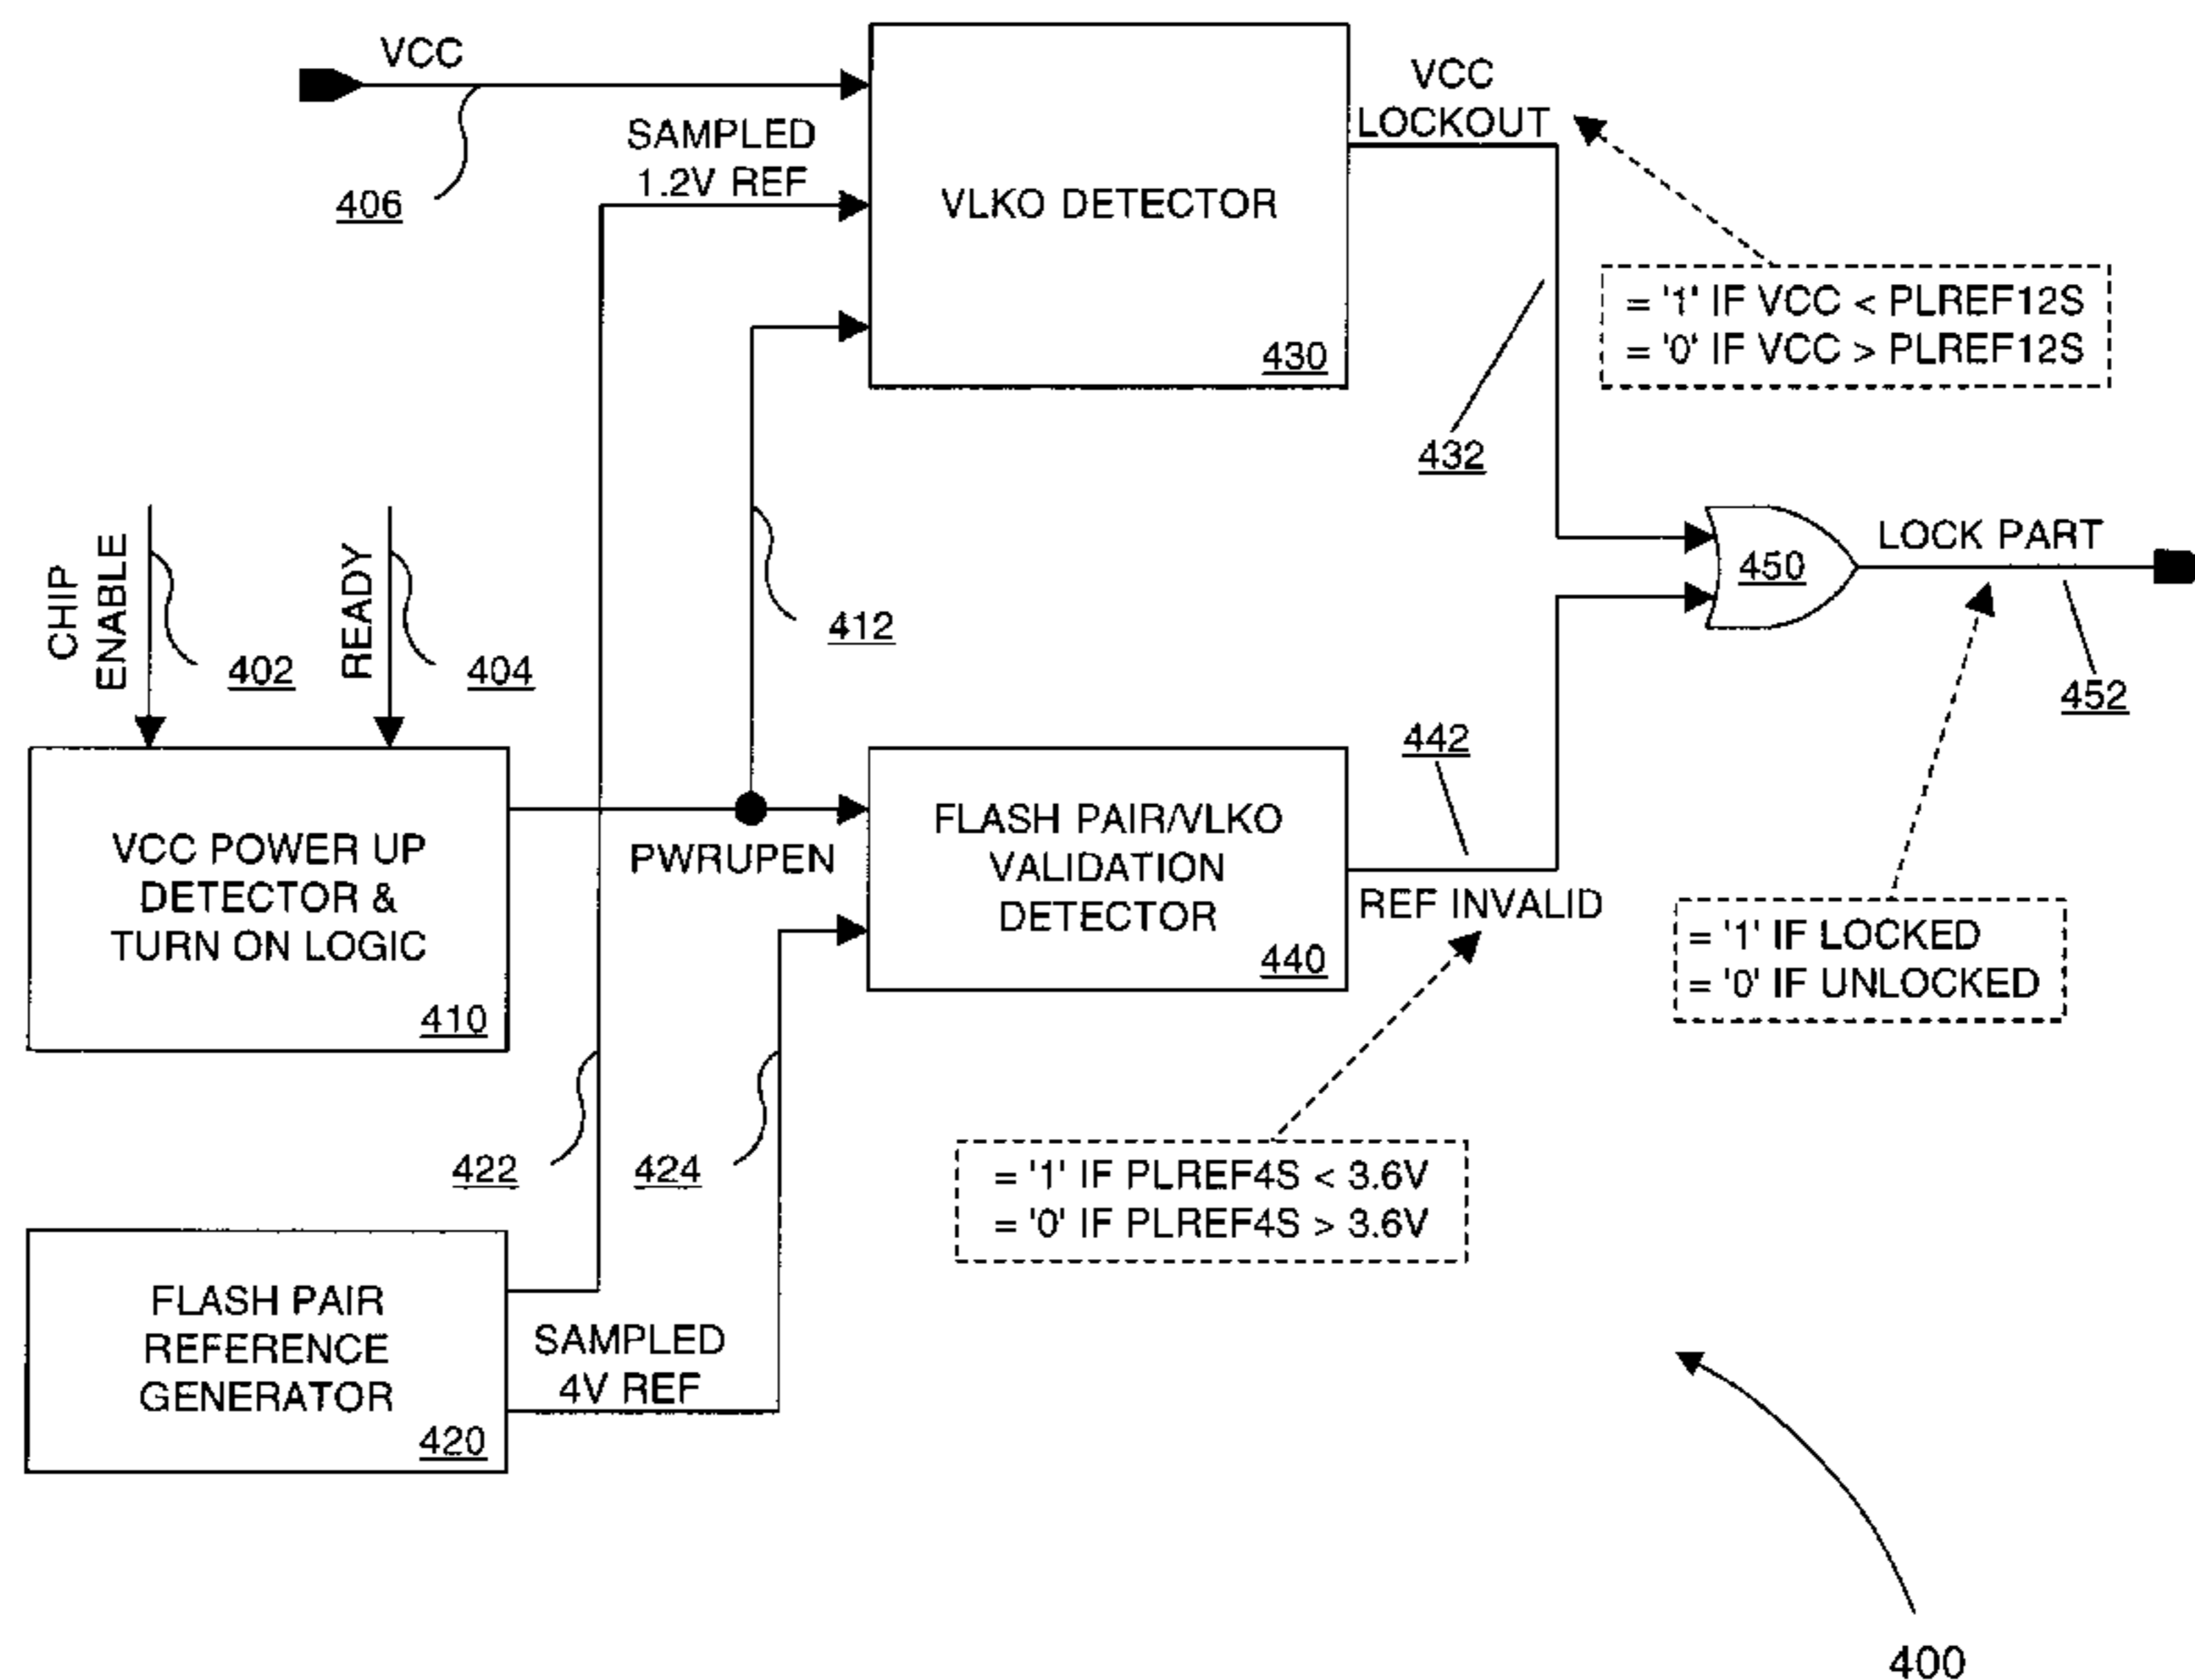 VCC
406
SAMPLED
1.2V REF
VLKO DETECTOR
430
VCC
LOCKOUT
= '1' IF VCC < PLREF12S
= '0' IF VCC > PLREF12S
432
CHIP
ENABLE
402
READY
404
412
450
LOCK PART
452
VCC POWER UP
DETECTOR &
TURN ON LOGIC
410
PWRUPEN
FLASH PAIR/VLKO
VALIDATION
DETECTOR
440
442
REF INVALID
= '1' IF LOCKED
= '0' IF UNLOCKED
422
424
= '1' IF PLREF4S < 3.6V
= '0' IF PLREF4S > 3.6V
FLASH PAIR
REFERENCE
GENERATOR
420
SAMPLED
4V REF
400